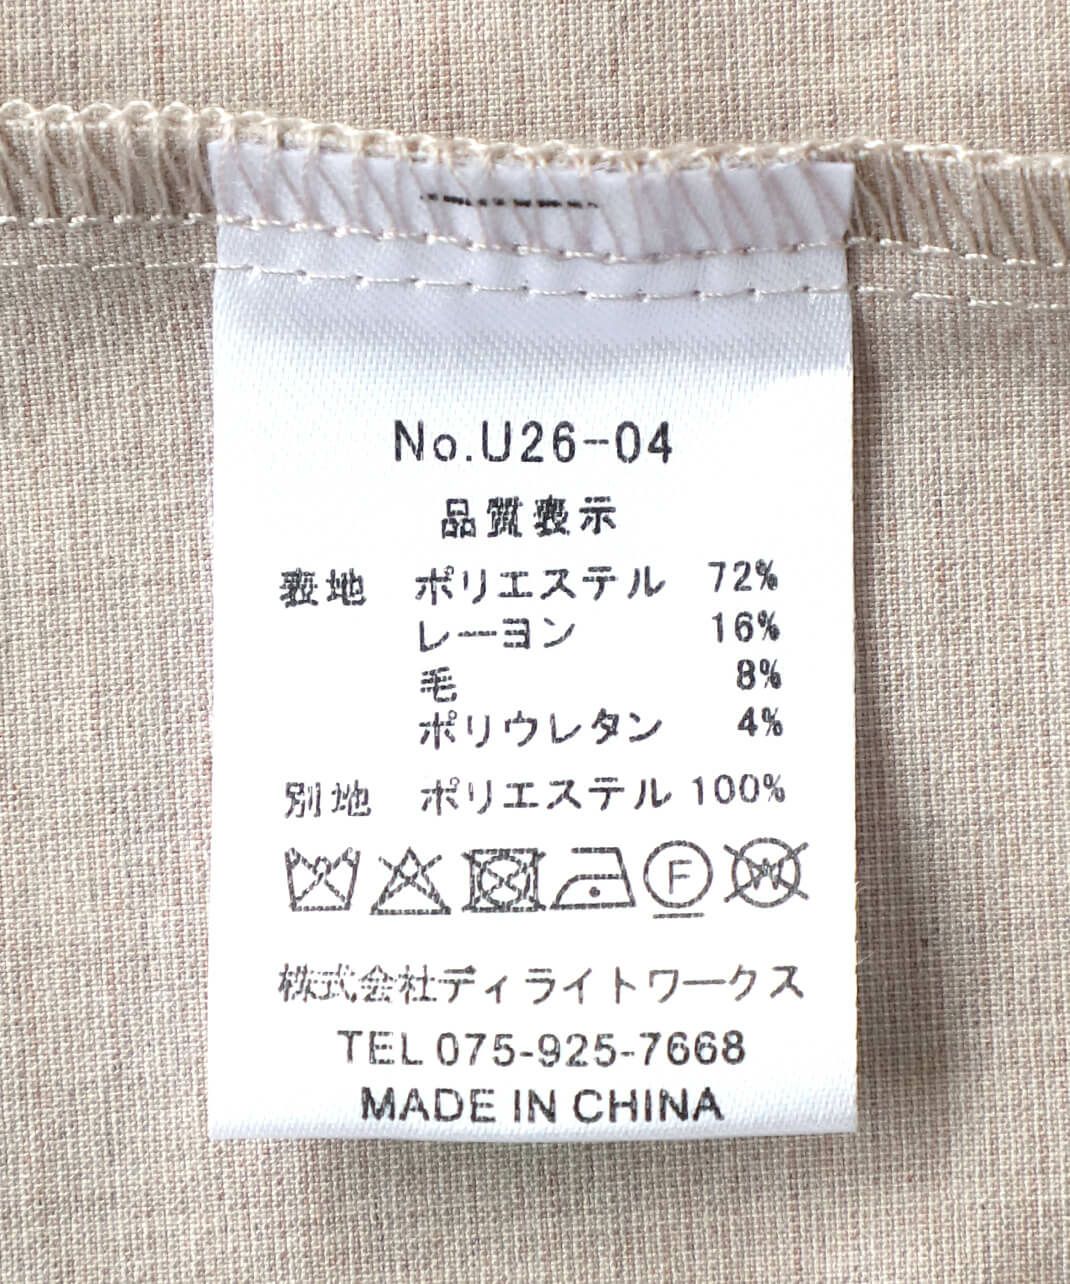 No.U26-04
品質表示
表地 ポリエステル 72%
レーヨン 16%
毛 8%
ポリウレタン 4%
別地 ポリエステル 100%
F W
株式会社ディライトワークス
TEL 075-925-7668
MADE IN CHINA